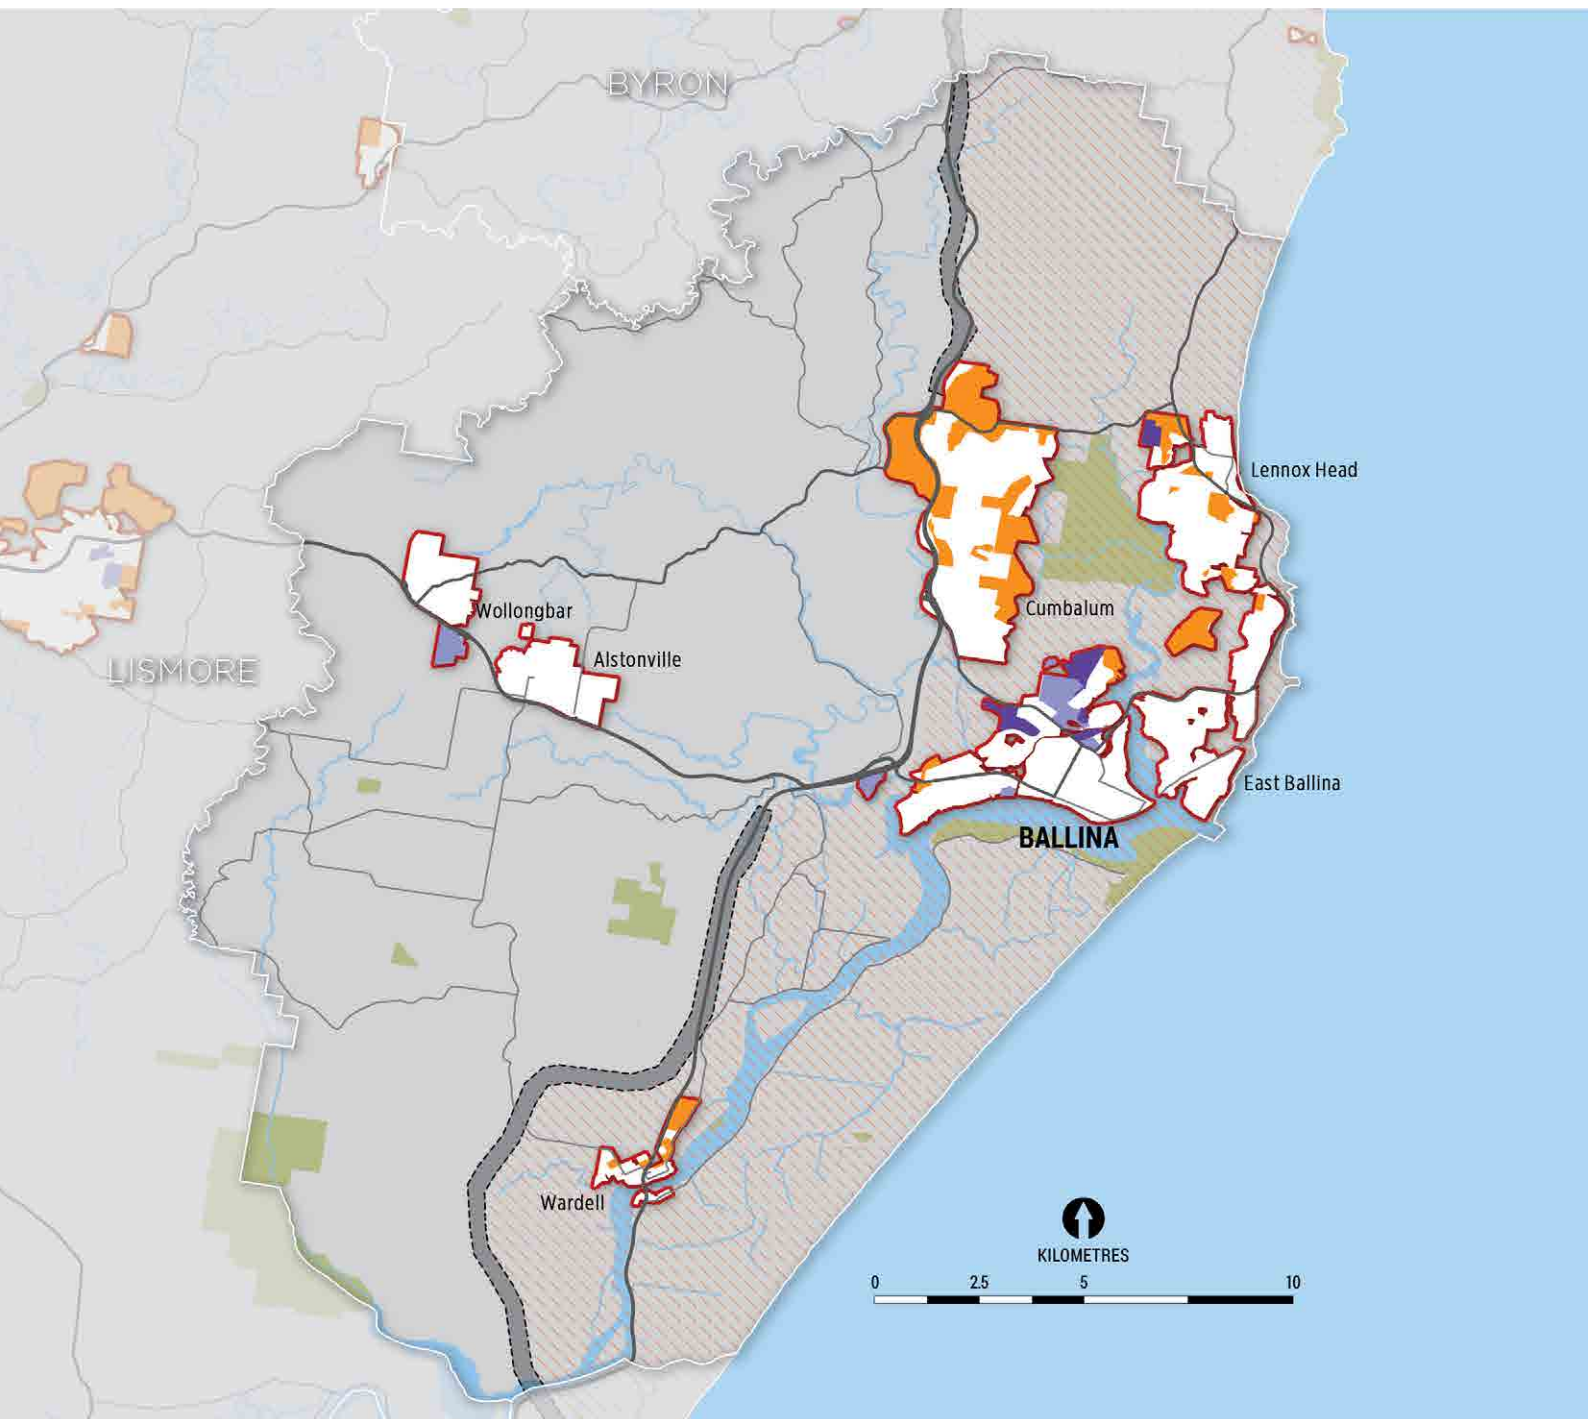 BYRON
Lennox Head
Wollongbar
Cumbalum
Alstonville
LISMORE
East Ballina
BALLINA
Wardell
KILOMETRES
0 2.5 5 10